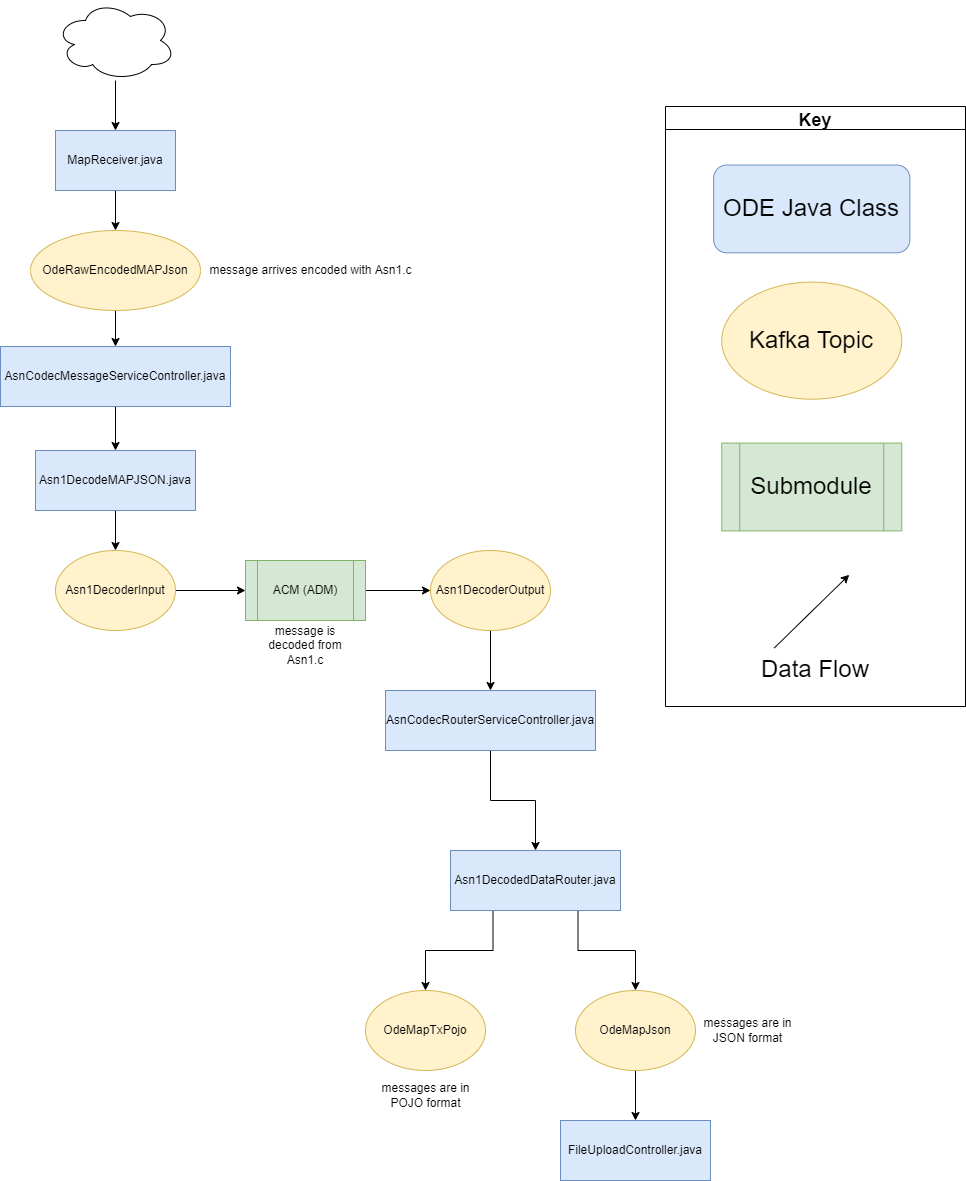 MapReceiver.java
OdeRawEncodedMAPJson
message arrives encoded with Asn1.c
AsnCodecMessageServiceController.java
Asn1DecodeMAPJSON.java
Asn1DecoderInput
ACM (ADM)
Asn1DecoderOutput
message is
decoded from
Asn1.c
AsnCodecRouterServiceController.java
Asn1DecodedDataRouter.java
OdeMapTxPojo
messages are in
POJO format
OdeMapJson
messages are in
JSON format
FileUploadController.java
Key
ODE Java Class
Kafka Topic
Submodule
Data Flow